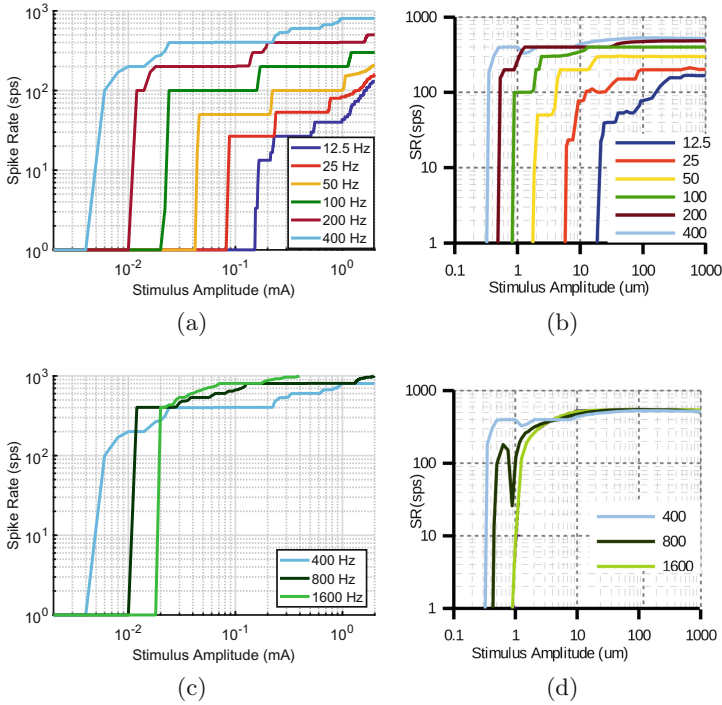 10³
10²
10¹
10⁰
Spike Rate (sps)
12.5 Hz
25 Hz
50 Hz
100 Hz
200 Hz
400 Hz
10⁻² 10⁻¹ 10⁰
Stimulus Amplitude (mA)
(a)
1000
100
10
1
SR(sps)
12.5
25
50
100
200
400
0.1 1 10 100 1000
Stimulus Amplitude (um)
(b)
10³
10²
10¹
10⁰
Spike Rate (sps)
400 Hz
800 Hz
1600 Hz
10⁻² 10⁻¹ 10⁰
Stimulus Amplitude (mA)
(c)
1000
100
10
1
SR(sps)
400
800
1600
0.1 1 10 100 1000
Stimulus Amplitude (um)
(d)